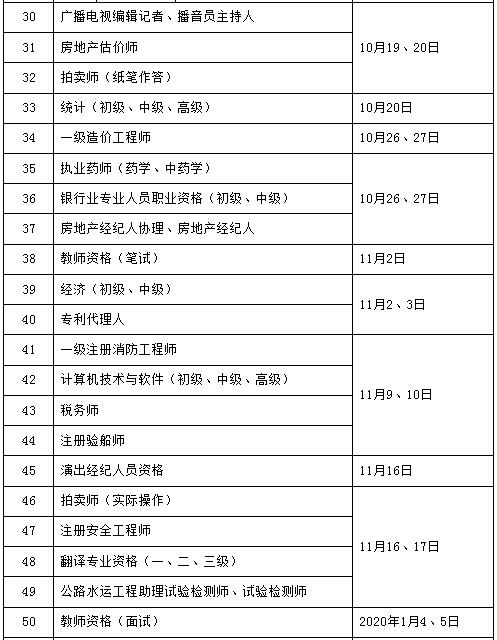 30 广播电视编辑记者、播音员主持人
31 房地产估价师 10月19、20日
32 拍卖师（纸笔作答）
33 统计（初级、中级、高级） 10月20日
34 一级造价工程师 10月26、27日
35 执业药师（药学、中药学）
36 银行业专业人员职业资格（初级、中级） 10月26、27日
37 房地产经纪人协理、房地产经纪人
38 教师资格（笔试） 11月2日
39 经济（初级、中级） 11月2、3日
40 专利代理人
41 一级注册消防工程师
42 计算机技术与软件（初级、中级、高级） 11月9、10日
43 税务师
44 注册验船师
45 演出经纪人员资格 11月16日
46 拍卖师（实际操作）
47 注册安全工程师 11月16、17日
48 翻译专业资格（一、二、三级）
49 公路水运工程助理试验检测师、试验检测师
50 教师资格（面试） 2020年1月4、5日